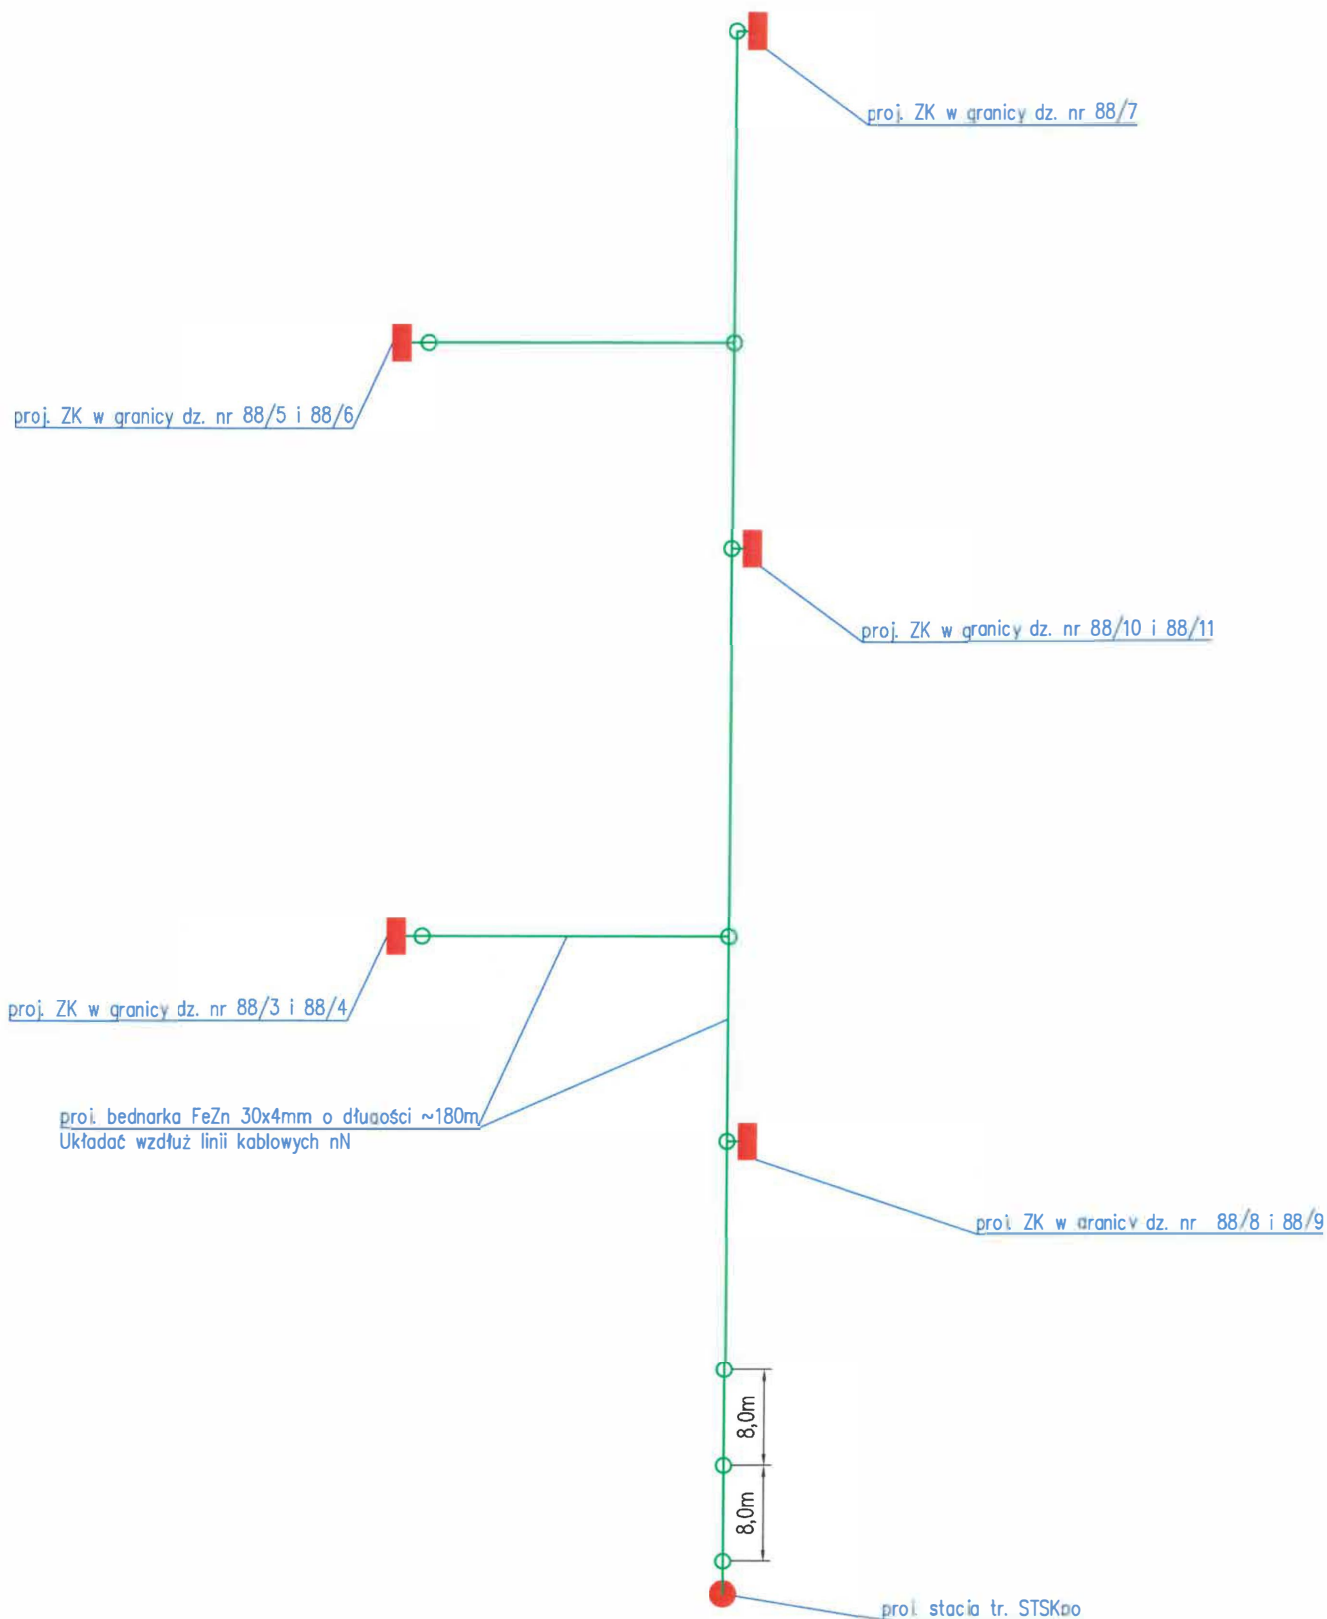 proj. ZK w granicy dz. nr 88/7
proj. ZK w granicy dz. nr 88/5 i 88/6
proj. ZK w granicy dz. nr 88/10 i 88/11
proj. ZK w granicy dz. nr 88/3 i 88/4
proj. bednarka FeZn 30x4mm o długości ~180m
Układać wzdłuż linii kablowych nN
proj. ZK w granicy dz. nr 88/8 i 88/9
8,0m
8,0m
proj. stacja tr. STSKpo